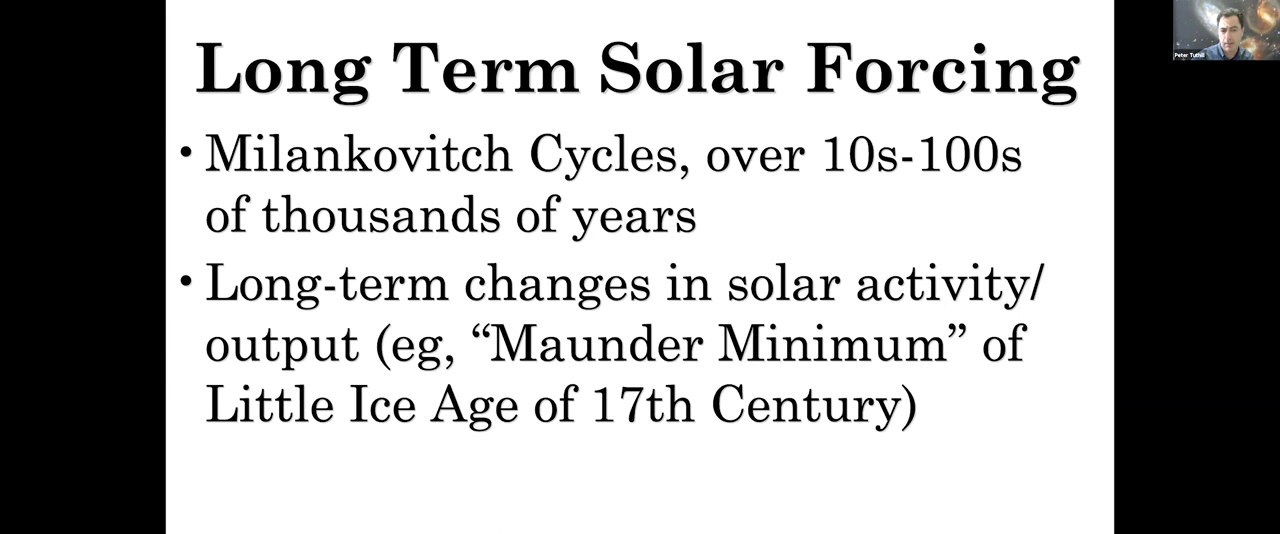 Long Term Solar Forcing
• Milankovitch Cycles, over 10s-100s
of thousands of years
• Long-term changes in solar activity/
output (eg, “Maunder Minimum” of
Little Ice Age of 17th Century)
Peter Tuthill